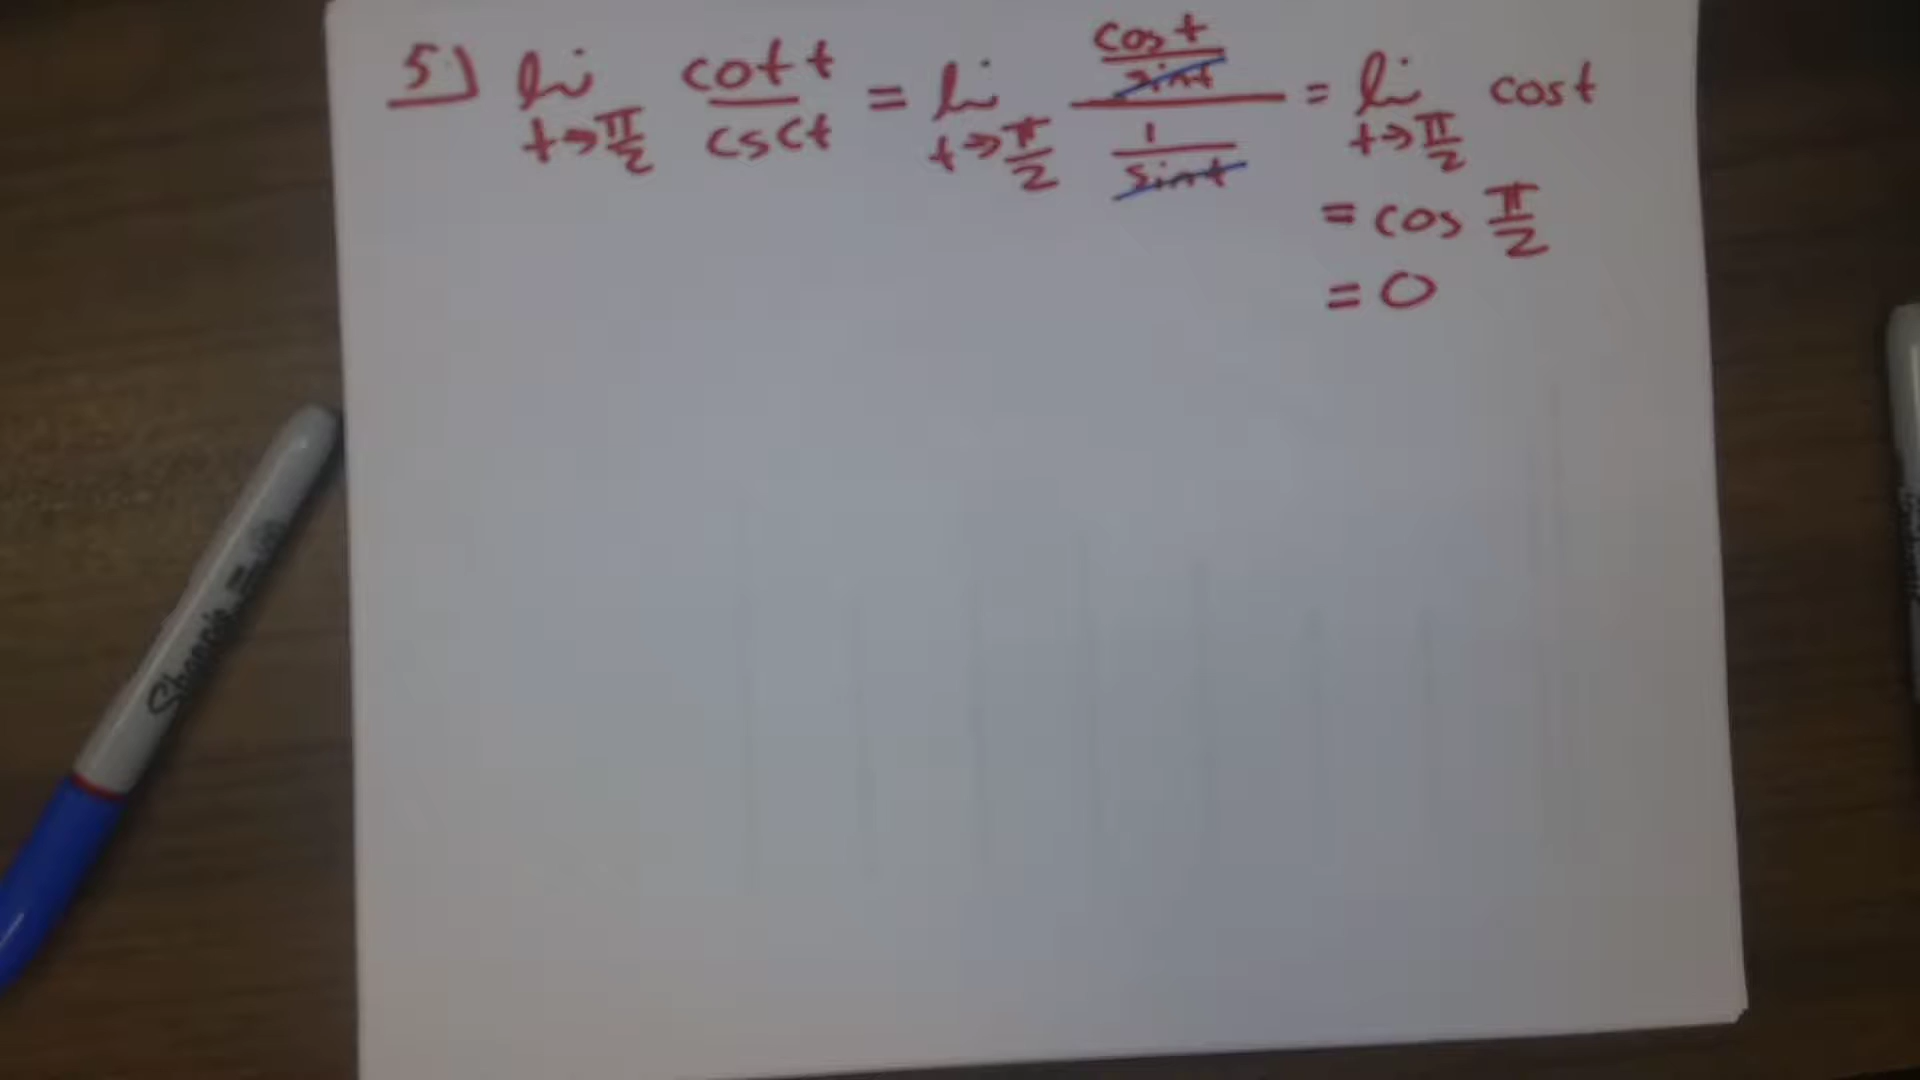 5) lim t→π/2 cot t / csc t = lim t→π/2 (cos t / sin t) / (1 / sin t) = lim t→π/2 cos t
= cos π/2
= 0
Sharpie